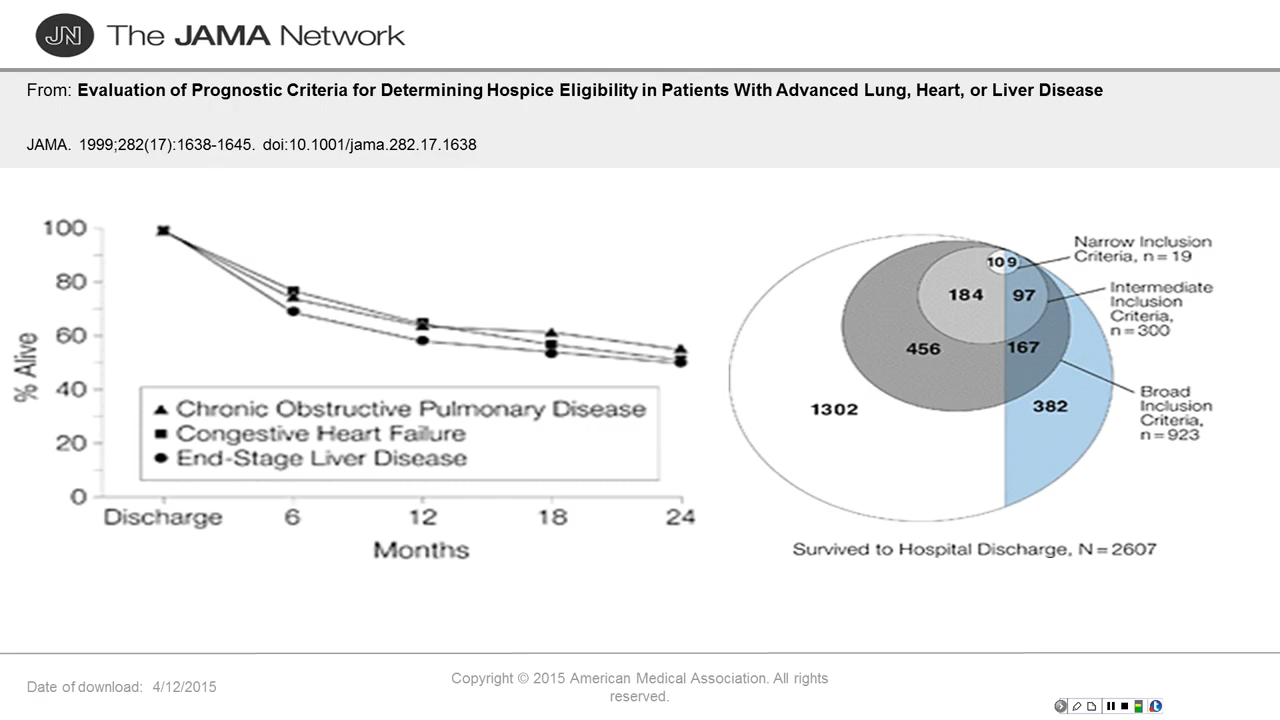 JN The JAMA Network
From: Evaluation of Prognostic Criteria for Determining Hospice Eligibility in Patients With Advanced Lung, Heart, or Liver Disease
JAMA. 1999;282(17):1638-1645. doi:10.1001/jama.282.17.1638
100
80
60
40
20
0
% Alive
Chronic Obstructive Pulmonary Disease
Congestive Heart Failure
End-Stage Liver Disease
Discharge 6 12 18 24
Months
Narrow Inclusion
Criteria, n=19
Intermediate
Inclusion
Criteria,
n=300
Broad
Inclusion
Criteria,
n=923
10 9
184 97
456 167
1302 382
Survived to Hospital Discharge, N=2607
Date of download: 4/12/2015
Copyright © 2015 American Medical Association. All rights
reserved.